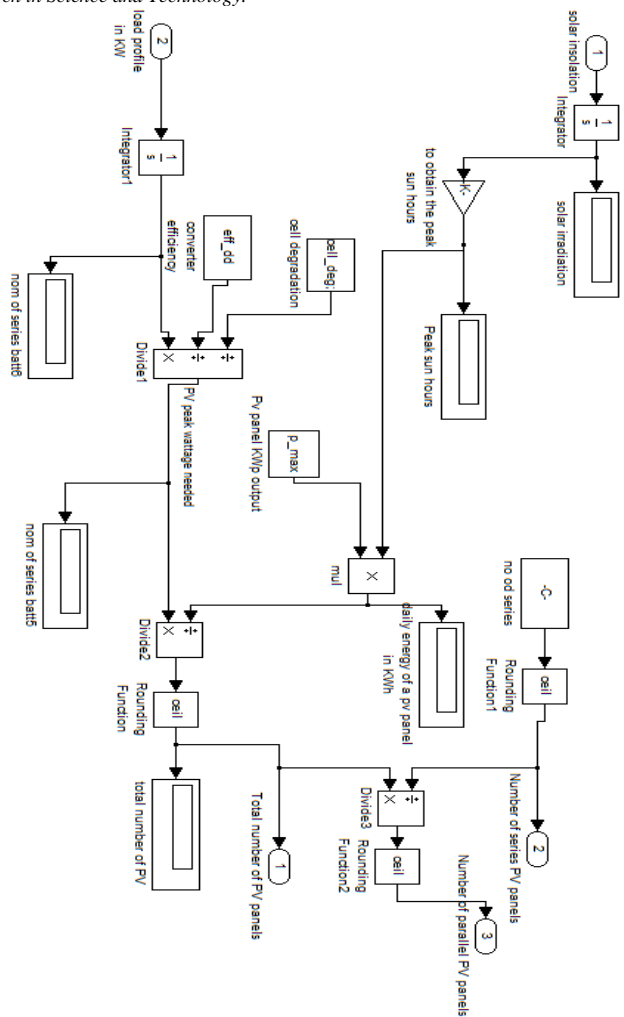 ch in Science and Technology.
1
solar insolation
1
s
Integrator
solar irradiation
-K-
to obtain the peak
sun hours
Peak sun hours
-C-
no od series
ceil
Rounding
Function1
2
Number of series PV panels
p_max
Pv panel KWp output
×
mul
daily energy of a pv panel
in KWh
÷
×
Divide3
ceil
Rounding
Function2
3
Number of parallel PV panels
cell_deg:
cell degradation
eff_dd
converter
efficiency
÷
÷
×
Divide1
PV peak wattage needed
÷
×
Divide2
ceil
Rounding
Function
1
Total number of PV panels
total number of PV
2
load profile
in KW
1
s
Integrator1
nom of series batt6
nom of series batt5